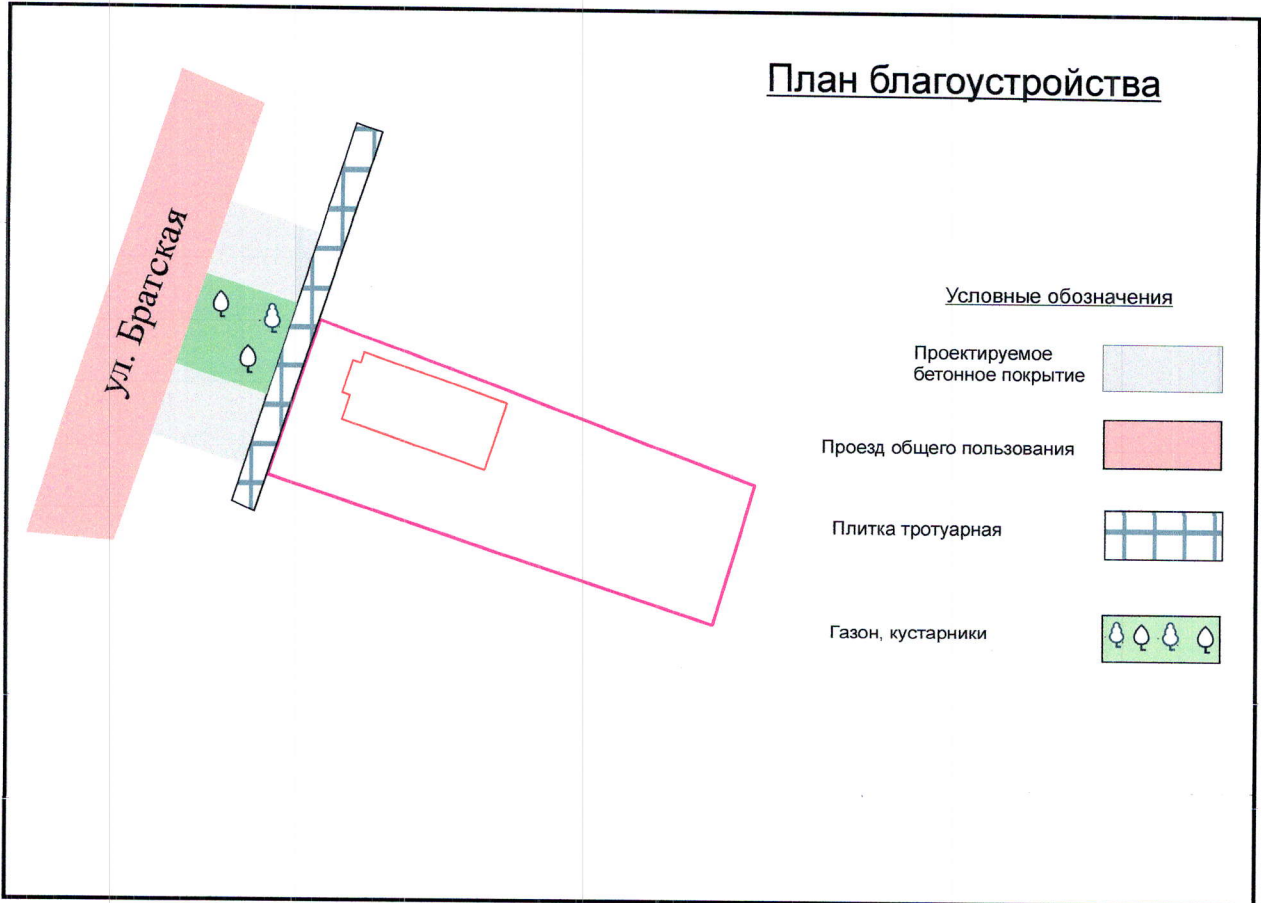 План благоустройства
ул. Братская
Условные обозначения
Проектируемое
бетонное покрытие
Проезд общего пользования
Плитка тротуарная
Газон, кустарники